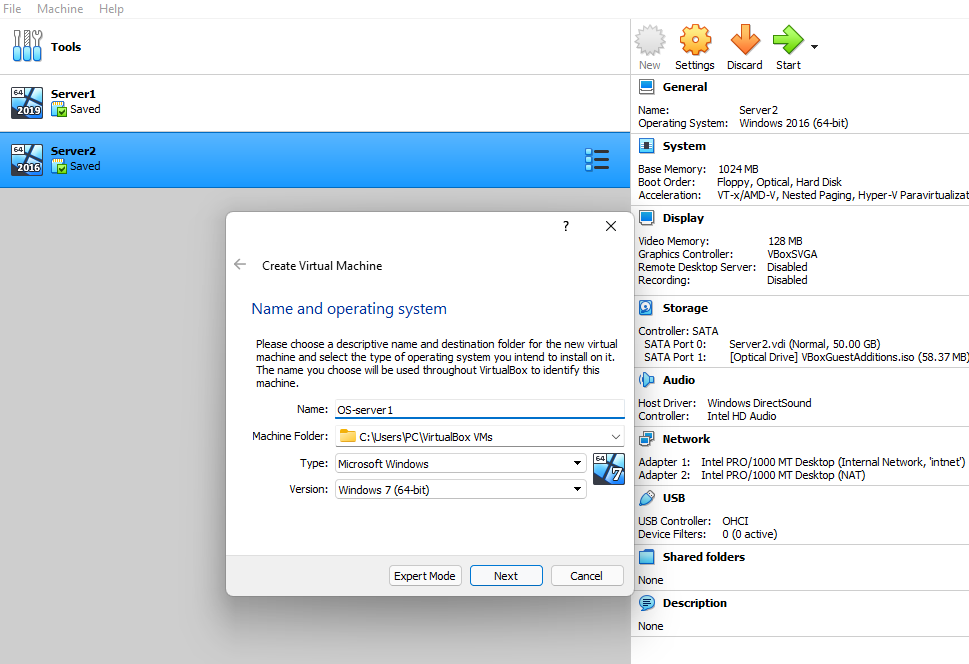 File Machine Help
Tools
64
2019
Server1
Saved
64
2016
Server2
Saved
New Settings Discard Start
General
Name: Server2
Operating System: Windows 2016 (64-bit)
System
Base Memory: 1024 MB
Boot Order: Floppy, Optical, Hard Disk
Acceleration: VT-x/AMD-V, Nested Paging, Hyper-V Paravirtualizat
Display
Video Memory: 128 MB
Graphics Controller: VBoxSVGA
Remote Desktop Server: Disabled
Recording: Disabled
Storage
Controller: SATA
SATA Port 0: Server2.vdi (Normal, 50.00 GB)
SATA Port 1: [Optical Drive] VBoxGuestAdditions.iso (58.37 MB)
Audio
Host Driver: Windows DirectSound
Controller: Intel HD Audio
Network
Adapter 1: Intel PRO/1000 MT Desktop (Internal Network, 'intnet')
Adapter 2: Intel PRO/1000 MT Desktop (NAT)
USB
USB Controller: OHCI
Device Filters: 0 (0 active)
Shared folders
None
Description
None
?
Create Virtual Machine
Name and operating system
Please choose a descriptive name and destination folder for the new virtual
machine and select the type of operating system you intend to install on it.
The name you choose will be used throughout VirtualBox to identify this
machine.
Name: OS-server1
Machine Folder: C:\Users\PC\VirtualBox VMs
Type: Microsoft Windows
64
7
Version: Windows 7 (64-bit)
Expert Mode Next Cancel